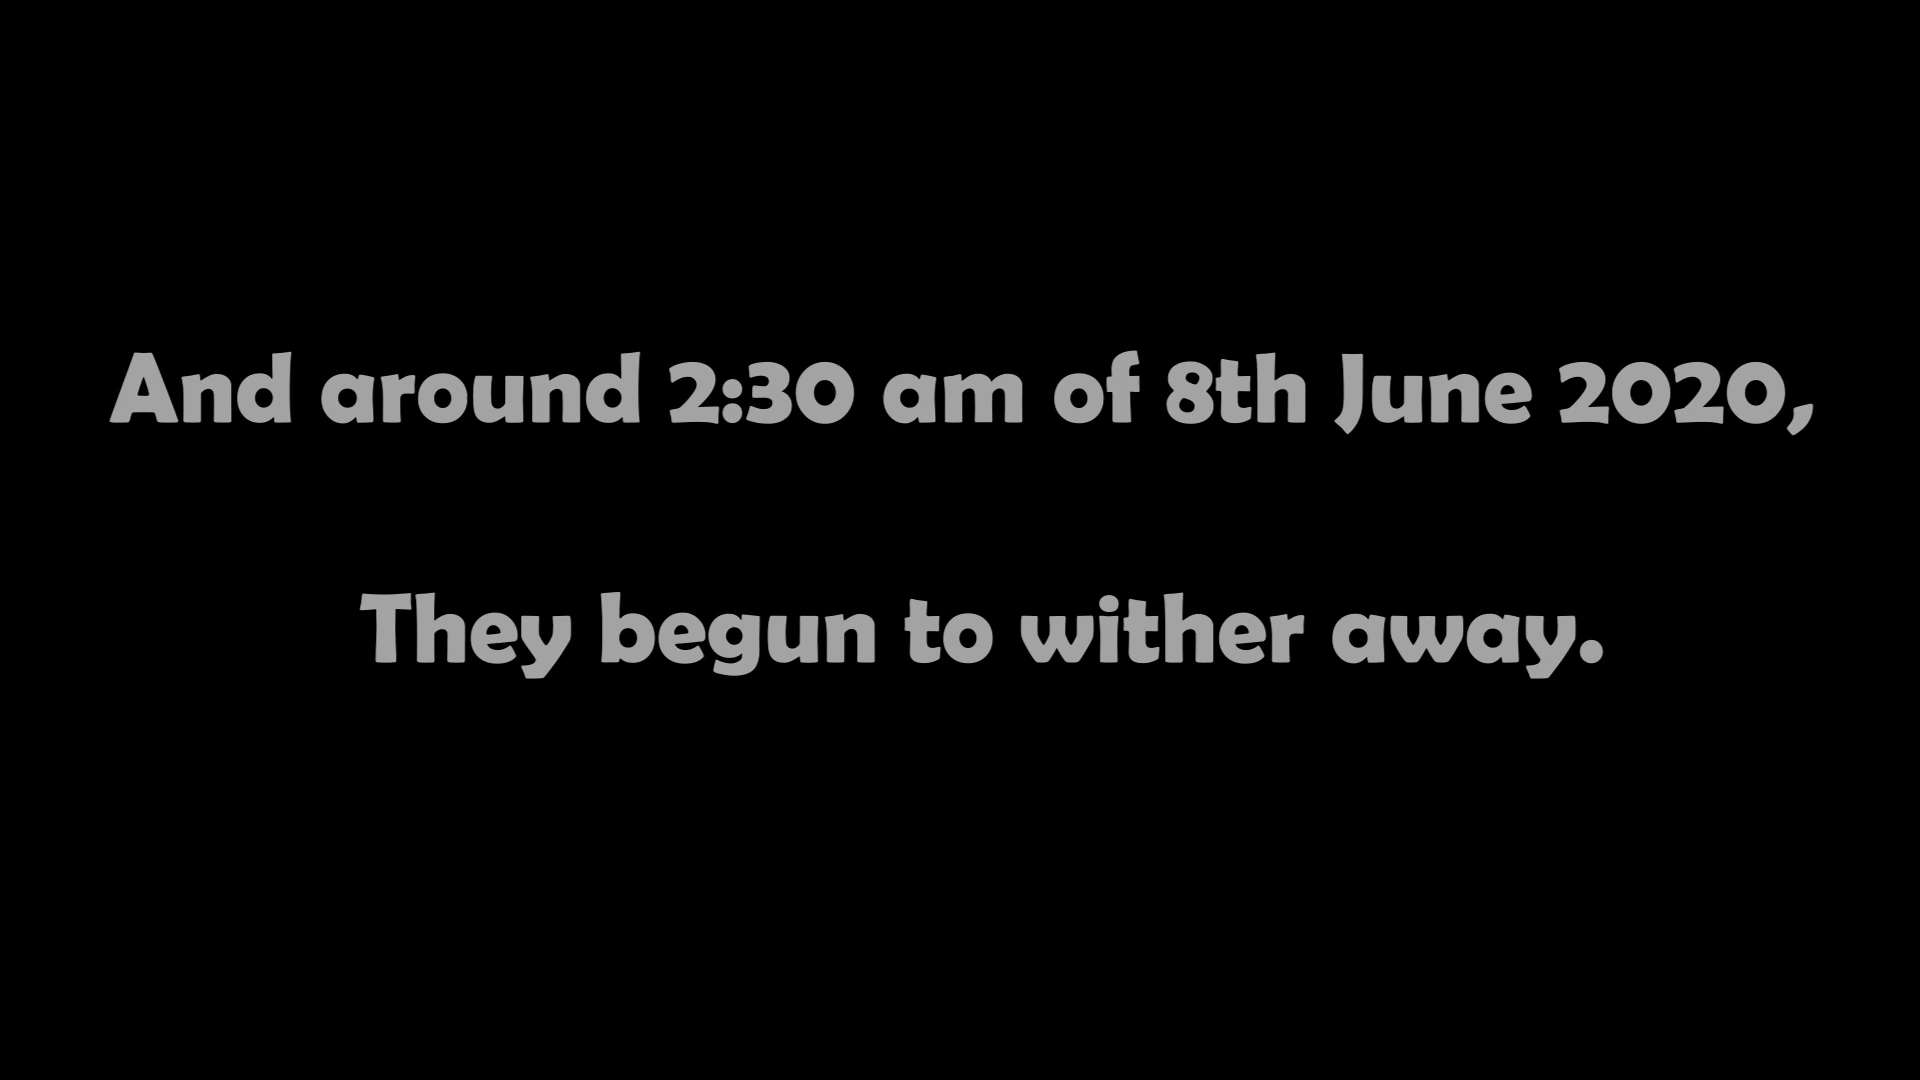 And around 2:30 am of 8th June 2020,
They begun to wither away.